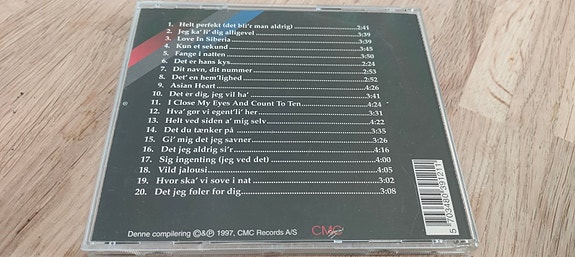 1. Helt perfekt (det bli'r man aldrig)........2:41
2. Jeg ka' li' dig alligevel........3:39
3. Love In Siberia........3:39
4. Kun et sekund........3:45
5. Fange i natten........3:50
6. Det er hans kys........2:24
7. Dit navn, dit nummer........2:53
8. Det' en hem'lighed........2:52
9. Asian Heart........4:26
10. Det er dig, jeg vil ha'........3:41
11. I Close My Eyes And Count To Ten........4:24
12. Hva' gør vi egent'li' her........3:31
13. Helt ved siden a' mig selv........4:22
14. Det du tænker på........3:35
15. Gi' mig det jeg savner........3:26
16. Det jeg aldrig si'r........4:16
17. Sig ingenting (jeg ved det)........4:00
18. Vild jalousi........4:05
19. Hvor ska' vi sove i nat........3:02
20. Det jeg føler for dig........3:08
Denne compilering ©&℗ 1997, CMC Records A/S
CMC
5 703480 391211